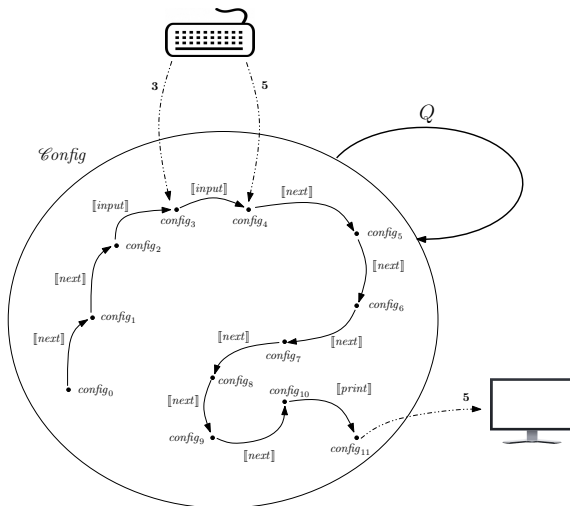 3
5
Q
𝒞onfig
⟦input⟧
⟦input⟧
⟦next⟧
config₃
config₄
config₅
config₂
⟦next⟧
⟦next⟧
config₆
config₁
⟦next⟧
⟦next⟧
⟦next⟧
config₇
config₈
config₀
config₁₀
⟦print⟧
⟦next⟧
5
config₉
config₁₁
⟦next⟧